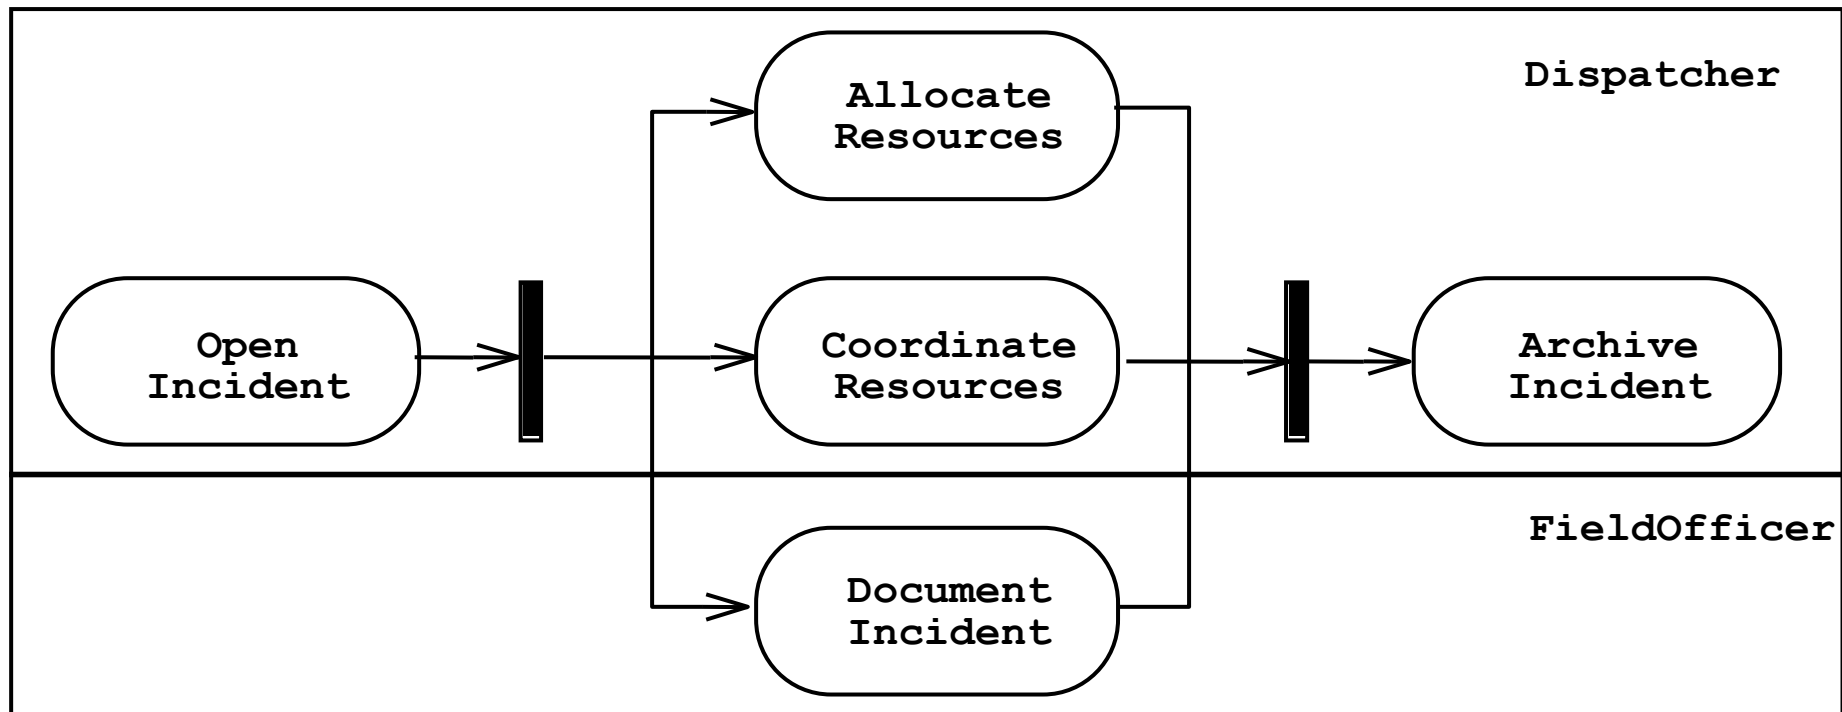 Dispatcher
Allocate
Resources
Open
Incident
Coordinate
Resources
Archive
Incident
FieldOfficer
Document
Incident